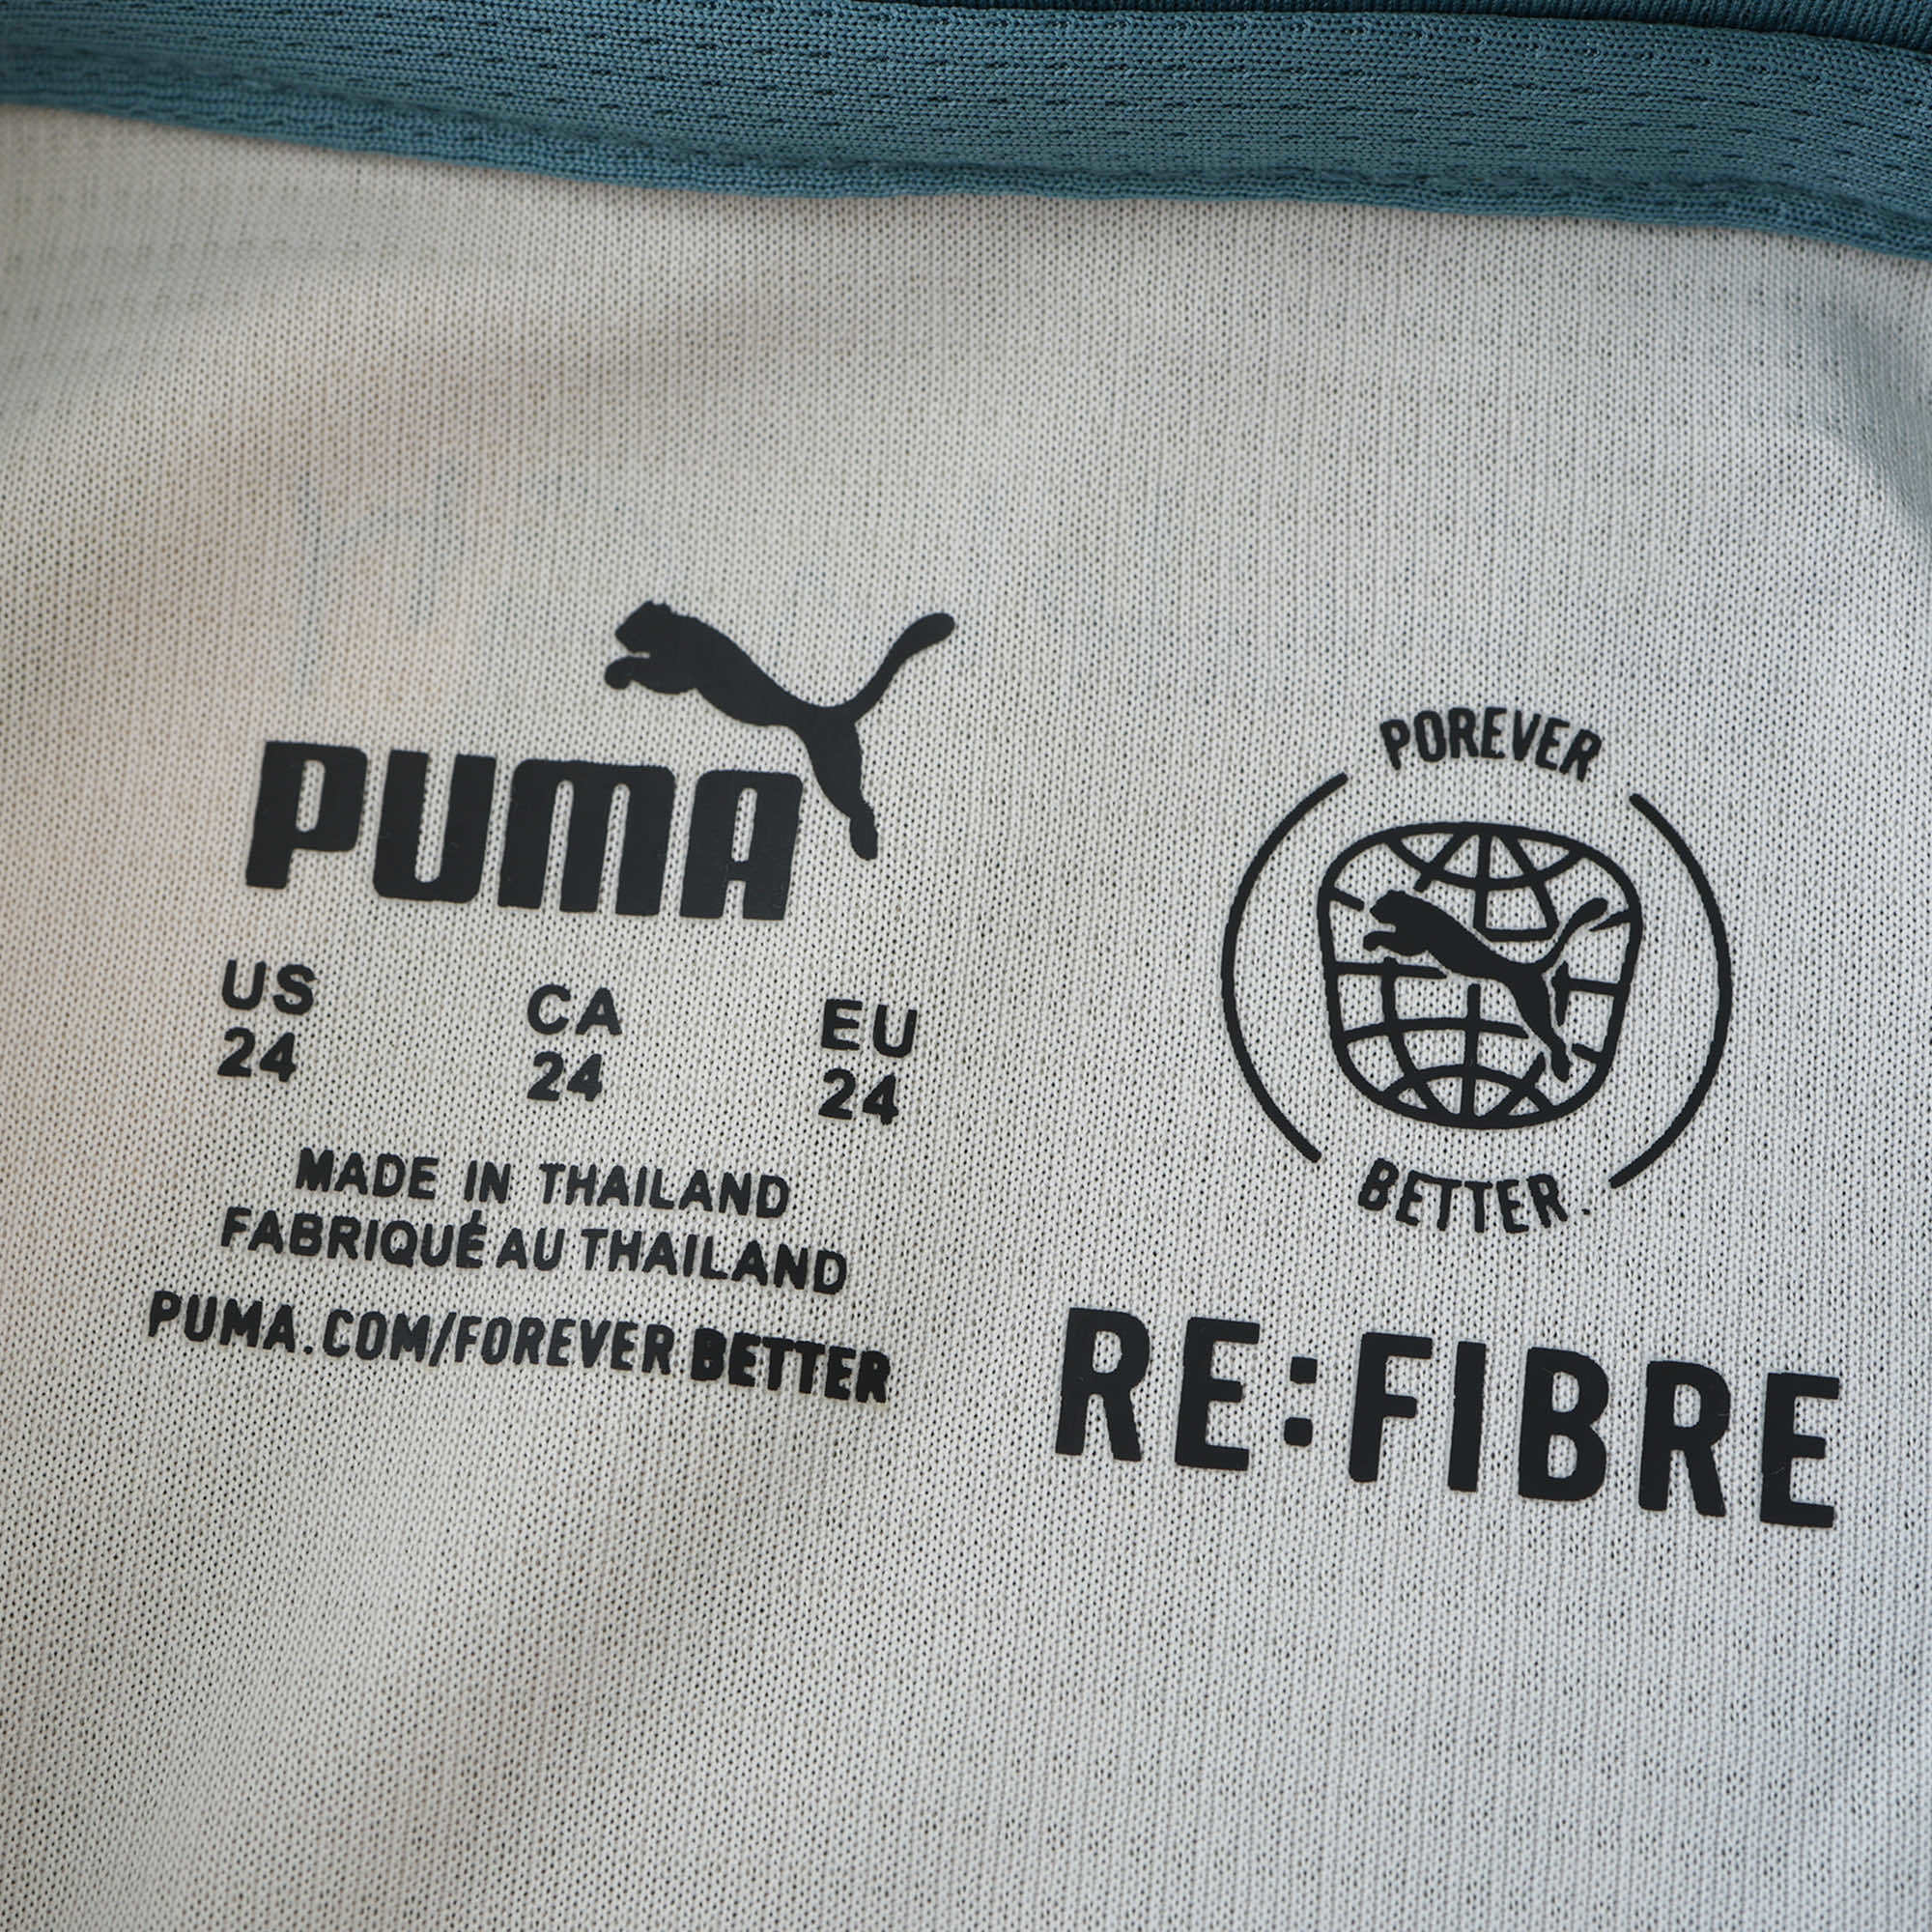 PUMA
US CA EU
24 24 24
MADE IN THAILAND
FABRIQUÉ AU THAILAND
PUMA.COM/FOREVER BETTER
POREVER
BETTER.
RE:FIBRE